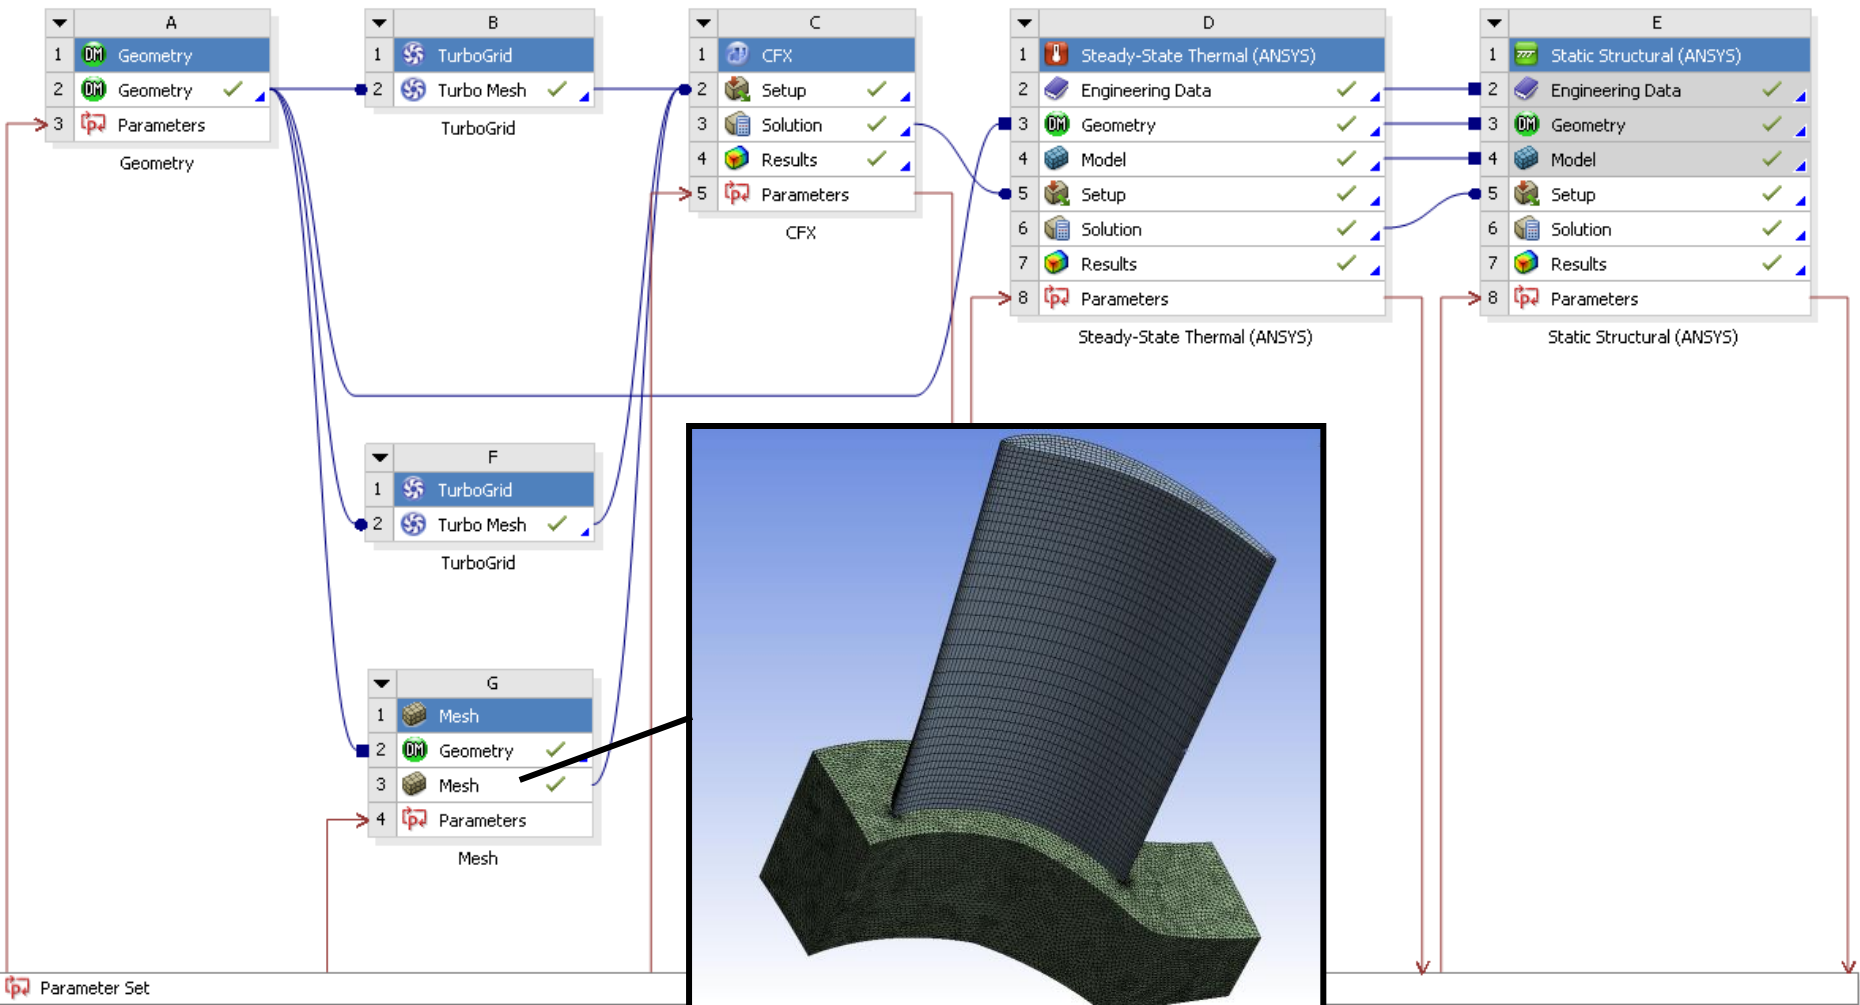 A
1 Geometry
2 Geometry
3 Parameters
Geometry
B
1 TurboGrid
2 Turbo Mesh
TurboGrid
C
1 CFX
2 Setup
3 Solution
4 Results
5 Parameters
CFX
D
1 Steady-State Thermal (ANSYS)
2 Engineering Data
3 Geometry
4 Model
5 Setup
6 Solution
7 Results
8 Parameters
Steady-State Thermal (ANSYS)
E
1 Static Structural (ANSYS)
2 Engineering Data
3 Geometry
4 Model
5 Setup
6 Solution
7 Results
8 Parameters
Static Structural (ANSYS)
F
1 TurboGrid
2 Turbo Mesh
TurboGrid
G
1 Mesh
2 Geometry
3 Mesh
4 Parameters
Mesh
Parameter Set